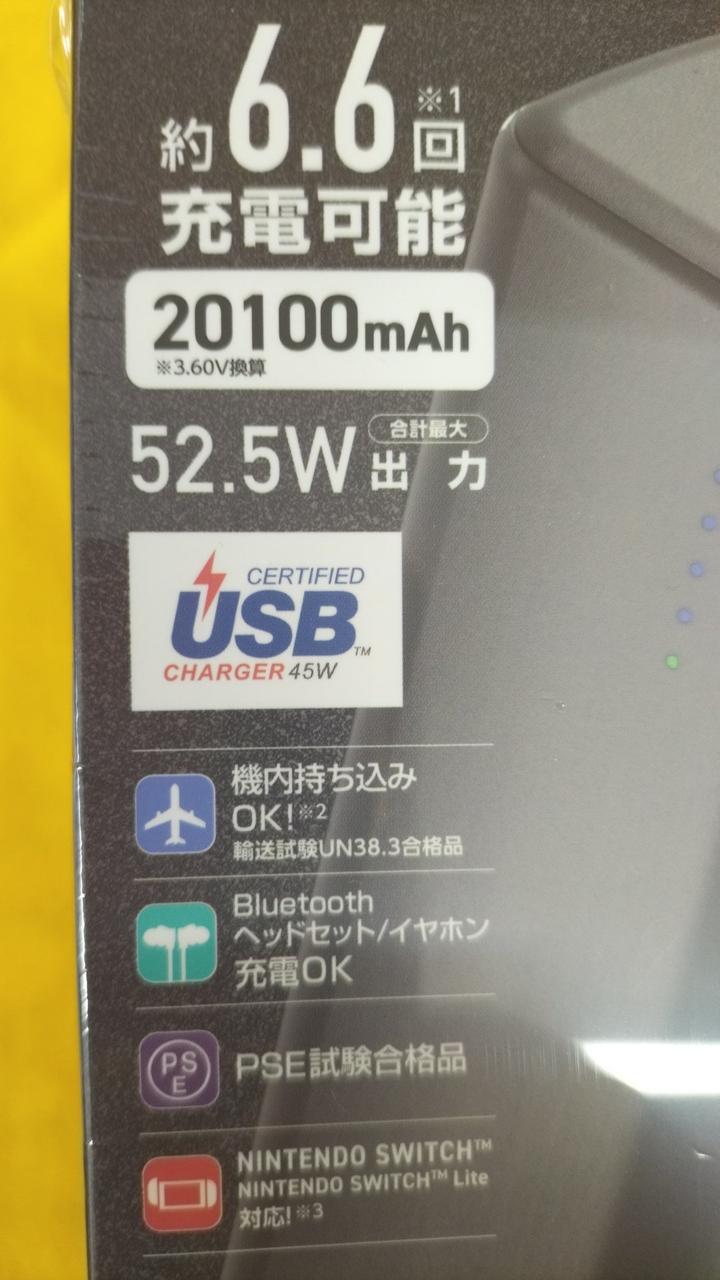 約6.6回※1
充電可能
20100mAh
※3.60V換算
52.5W 合計最大 出力
CERTIFIED
USB™
CHARGER 45W
機内持ち込み
OK!※2
輸送試験UN38.3合格品
Bluetooth
ヘッドセット/イヤホン
充電OK
PSE
PSE試験合格品
NINTENDO SWITCH™
NINTENDO SWITCH™ Lite
対応!※3